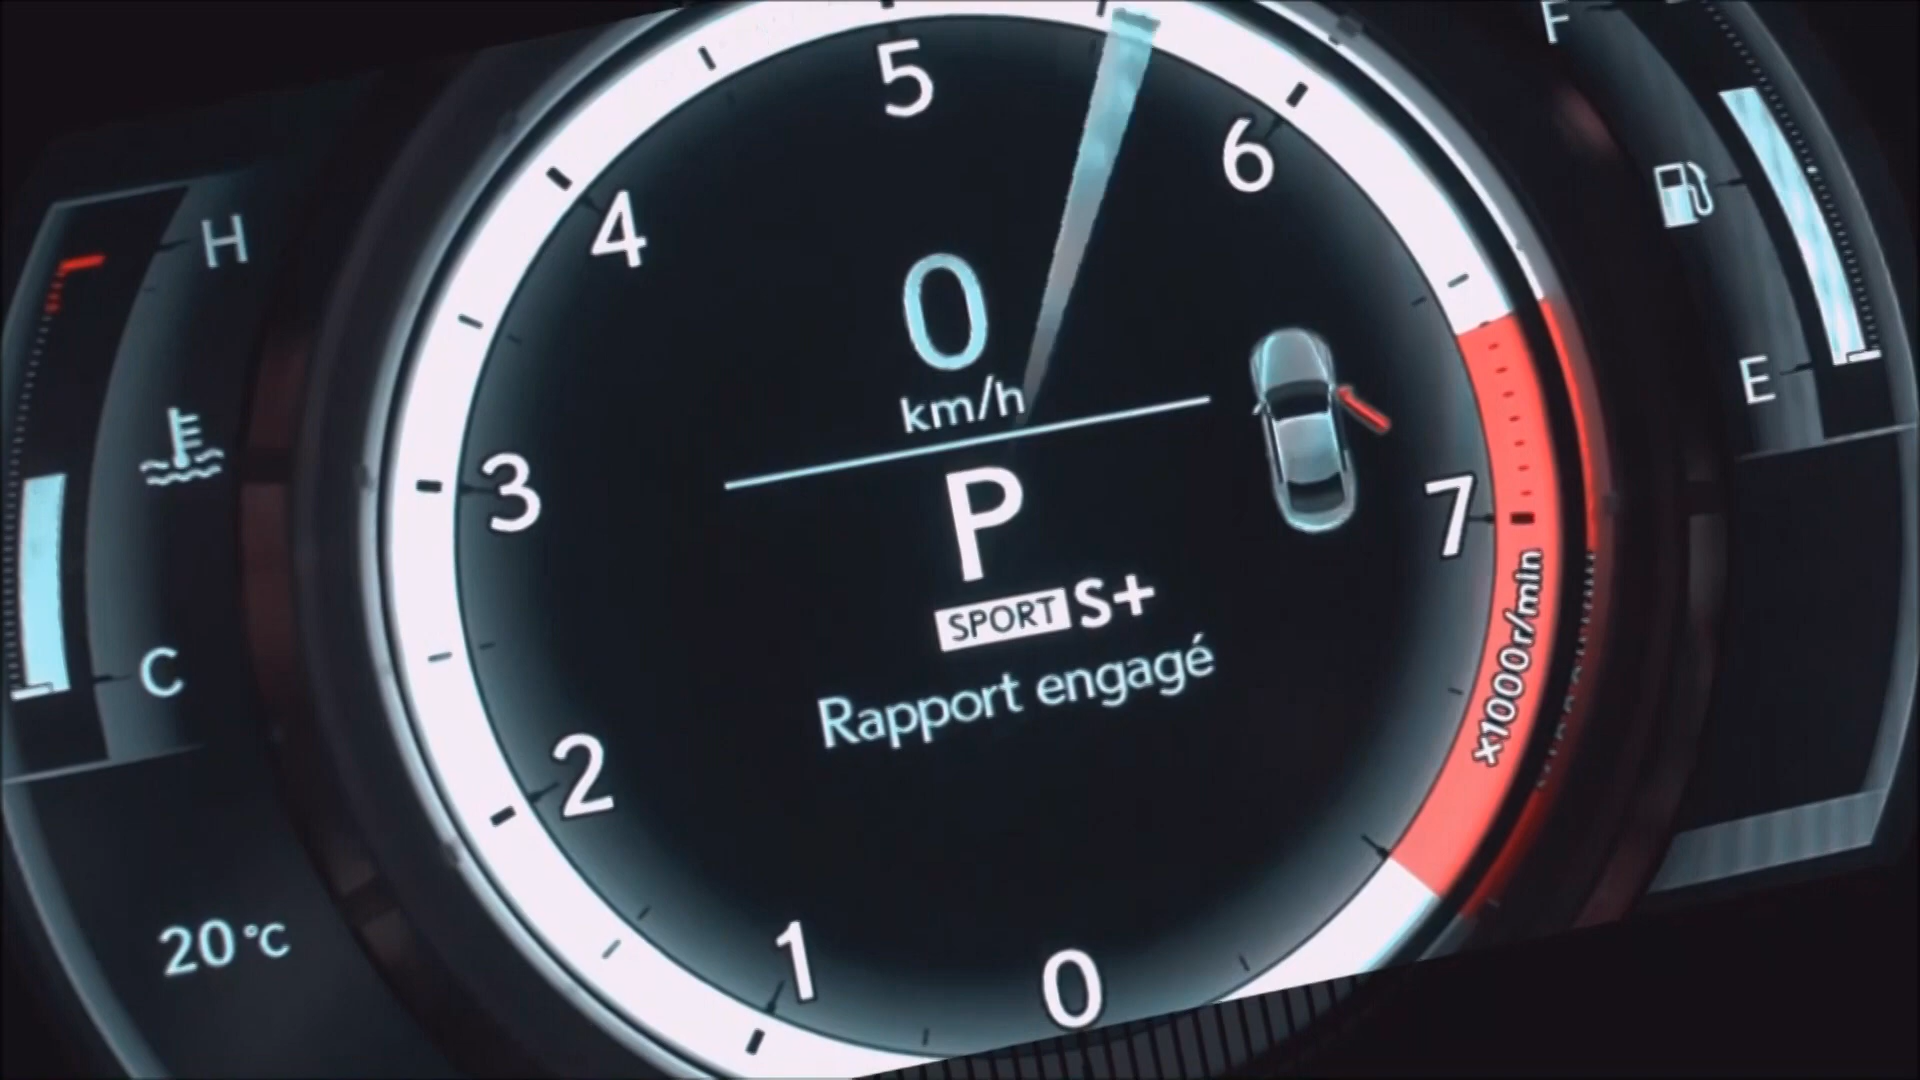 F
H
C
20°C
5
4
6
3
7
2
1
0
x1000r/min
0
km/h
P
SPORT S+
Rapport engagé
E